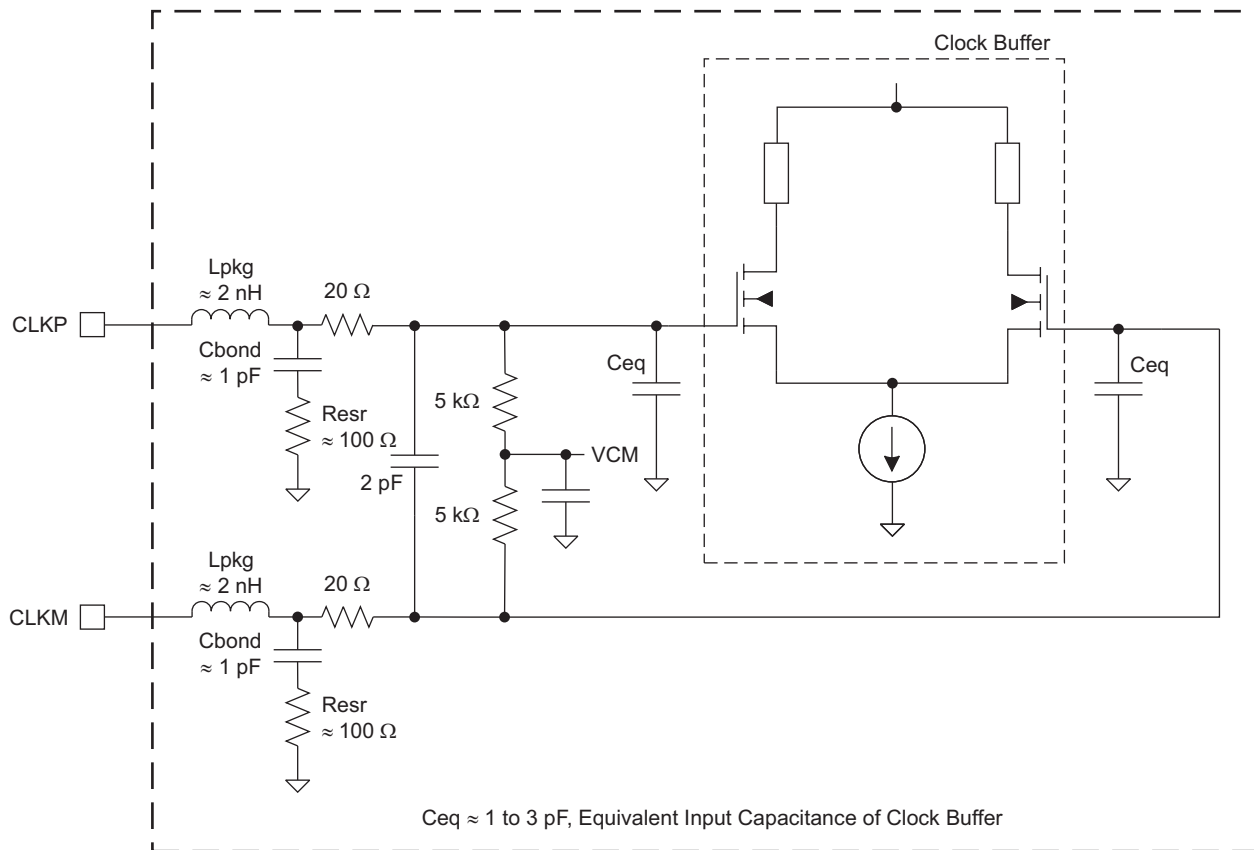 Clock Buffer
Lpkg
≈ 2 nH
20 Ω
CLKP
Cbond
≈ 1 pF
Resr
≈ 100 Ω
2 pF
5 kΩ
VCM
5 kΩ
Ceq
Ceq
Lpkg
≈ 2 nH
20 Ω
CLKM
Cbond
≈ 1 pF
Resr
≈ 100 Ω
Ceq ≈ 1 to 3 pF, Equivalent Input Capacitance of Clock Buffer